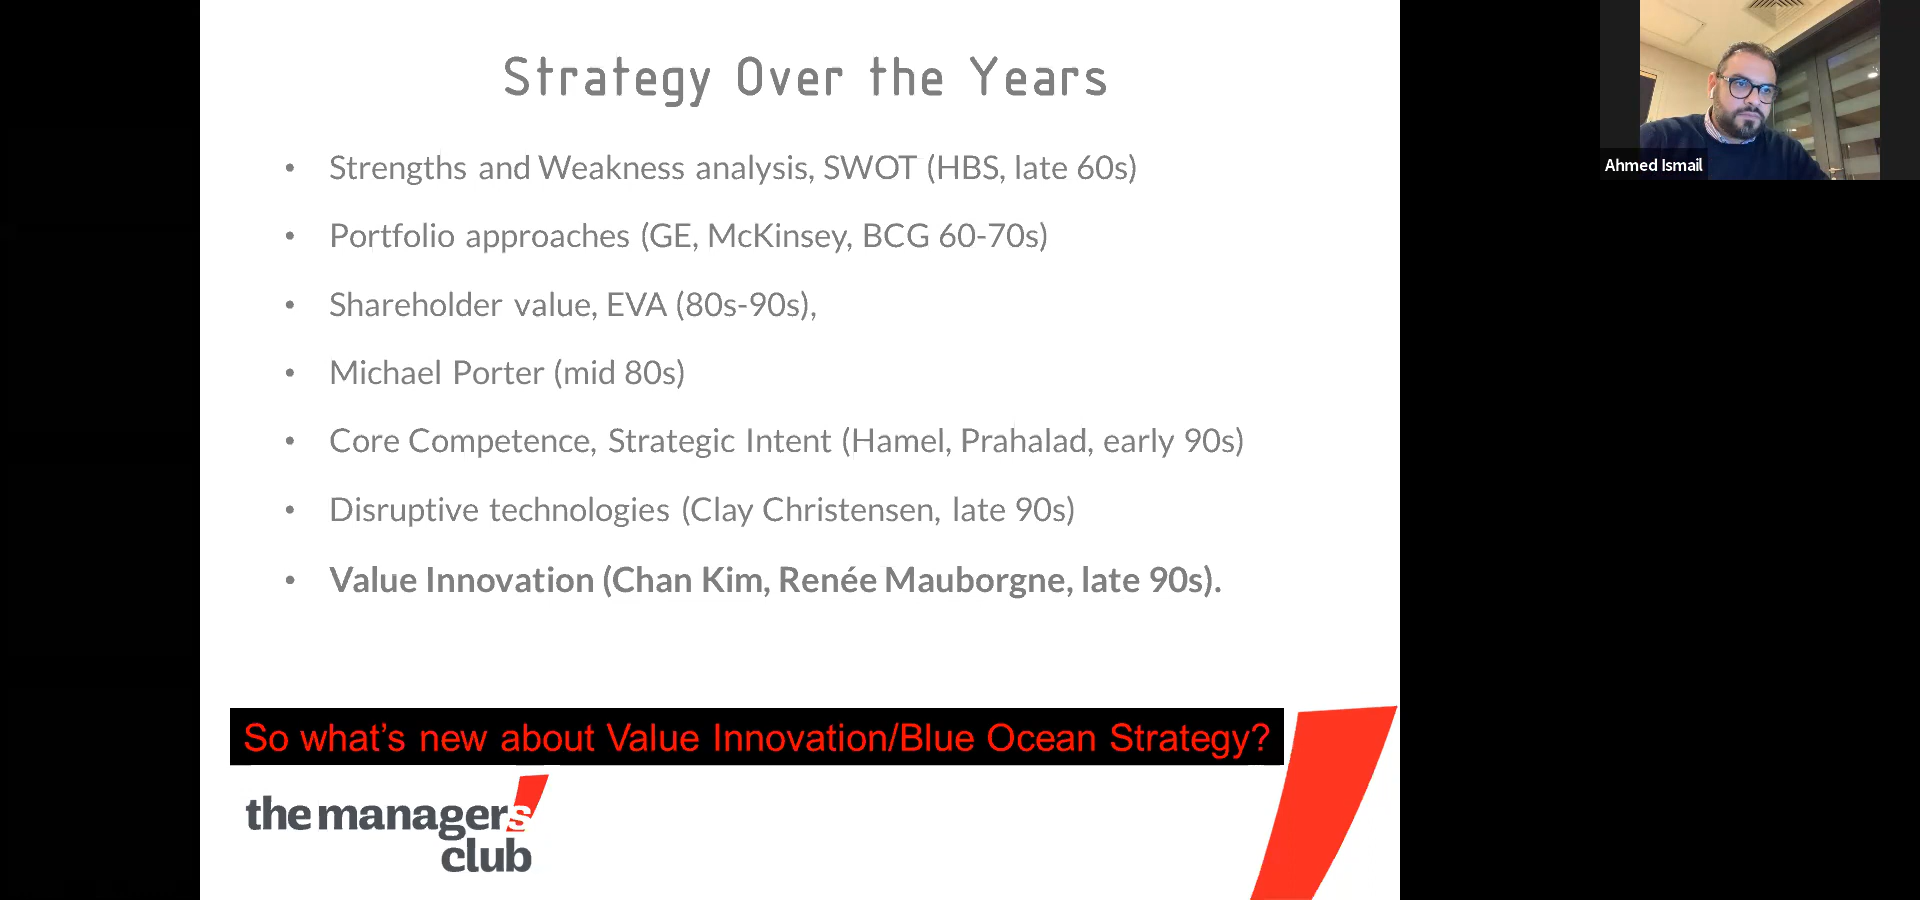 Strategy Over the Years
• Strengths and Weakness analysis, SWOT (HBS, late 60s)
• Portfolio approaches (GE, McKinsey, BCG 60-70s)
• Shareholder value, EVA (80s-90s),
• Michael Porter (mid 80s)
• Core Competence, Strategic Intent (Hamel, Prahalad, early 90s)
• Disruptive technologies (Clay Christensen, late 90s)
• Value Innovation (Chan Kim, Renée Mauborgne, late 90s).
So what's new about Value Innovation/Blue Ocean Strategy?
the managers
club
Ahmed Ismail